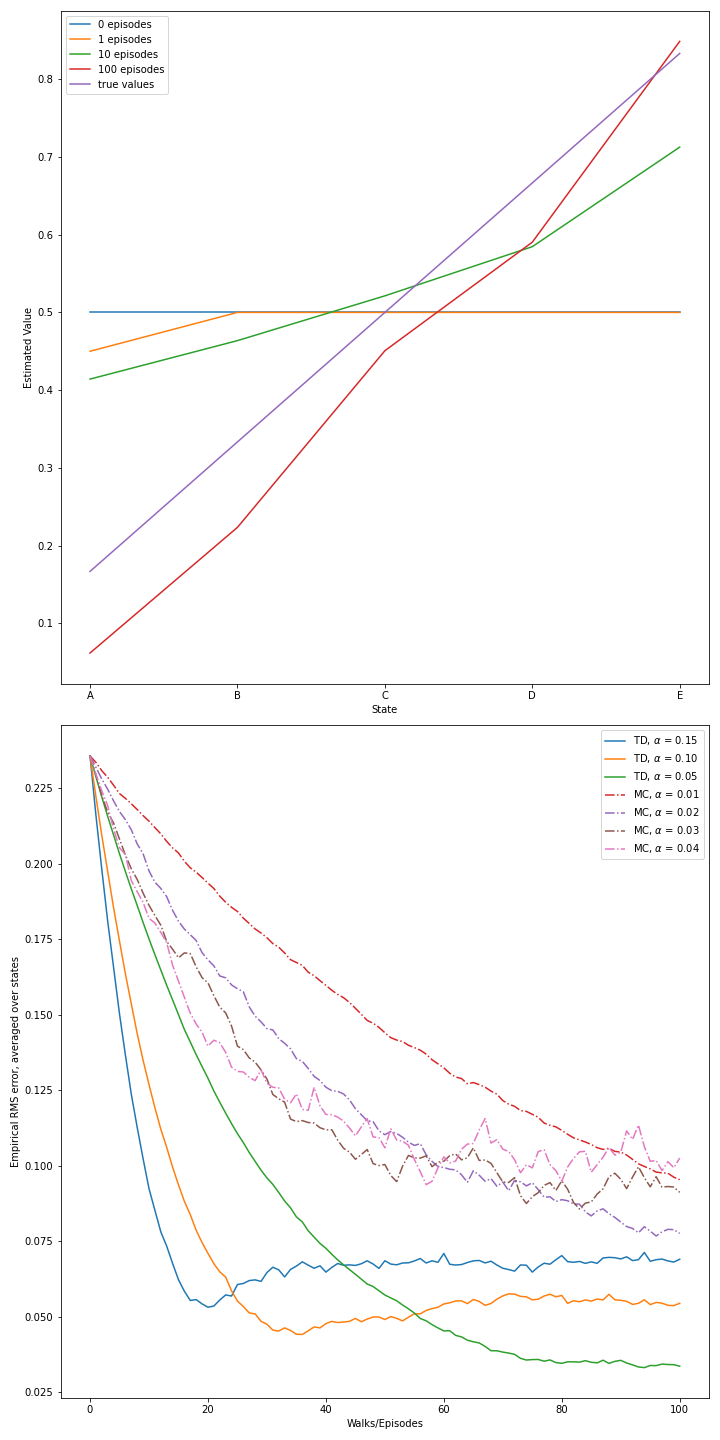 0 episodes
1 episodes
10 episodes
100 episodes
true values
0.8
0.7
0.6
0.5
0.4
0.3
0.2
0.1
Estimated Value
A B C D E
State
TD, α = 0.15
TD, α = 0.10
TD, α = 0.05
MC, α = 0.01
MC, α = 0.02
MC, α = 0.03
MC, α = 0.04
0.225
0.200
0.175
0.150
0.125
0.100
0.075
0.050
0.025
Empirical RMS error, averaged over states
0 20 40 60 80 100
Walks/Episodes